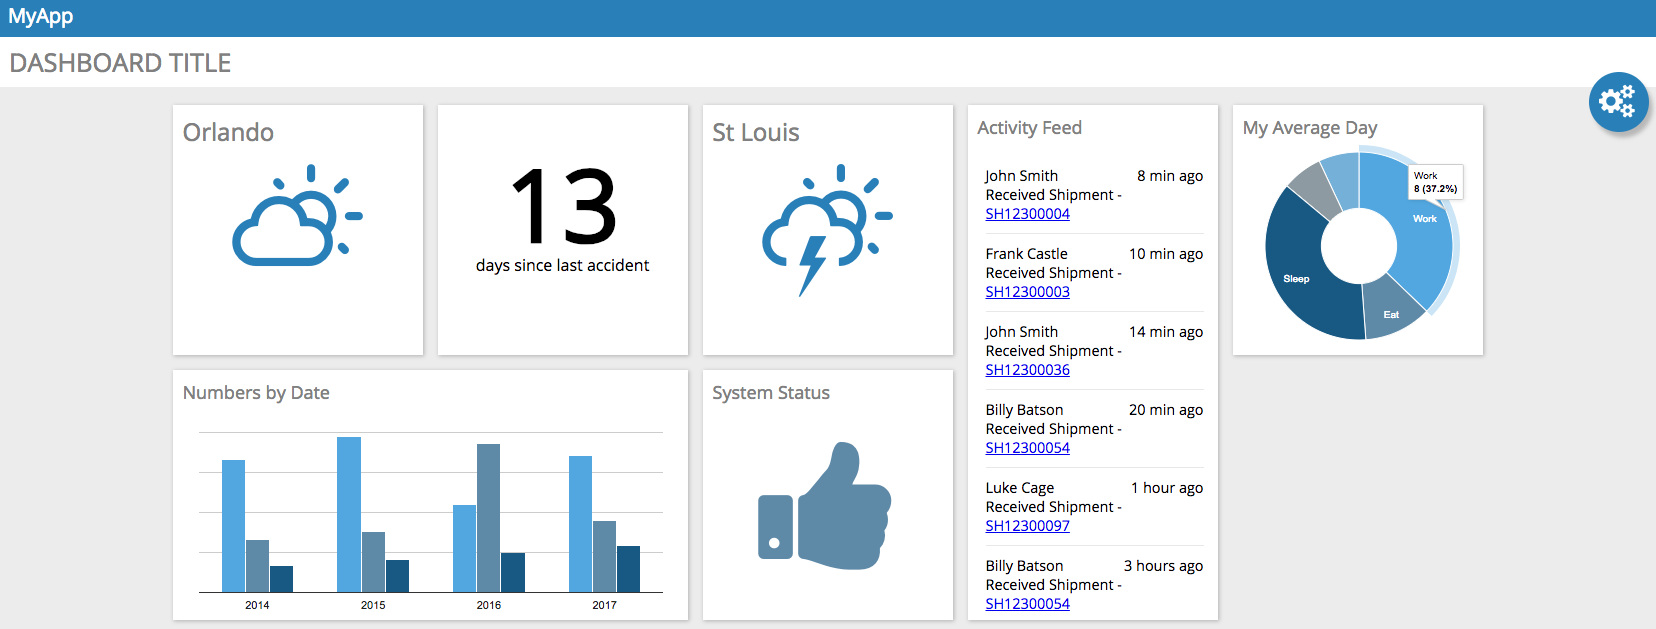 MyApp
DASHBOARD TITLE
Orlando
13
days since last accident
St Louis
Activity Feed
John Smith 8 min ago
Received Shipment -
SH12300004
Frank Castle 10 min ago
Received Shipment -
SH12300003
John Smith 14 min ago
Received Shipment -
SH12300036
Billy Batson 20 min ago
Received Shipment -
SH12300054
Luke Cage 1 hour ago
Received Shipment -
SH12300097
Billy Batson 3 hours ago
Received Shipment -
SH12300054
My Average Day
Work
8 (37.2%)
Work
Sleep
Eat
Numbers by Date
2014 2015 2016 2017
System Status